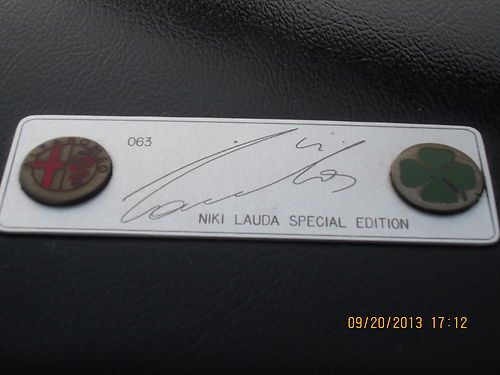 063
NIKI LAUDA SPECIAL EDITION
09/20/2013 17:12